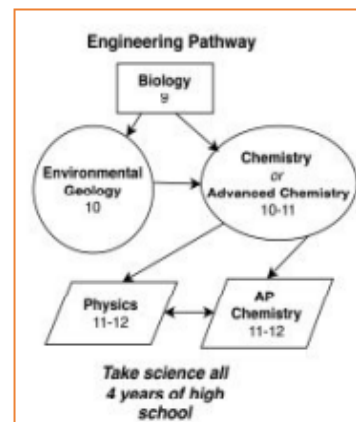 Engineering Pathway
Biology
9
Environmental
Geology
10
Chemistry
or
Advanced Chemistry
10-11
Physics
11-12
AP
Chemistry
11-12
Take science all
4 years of high
school